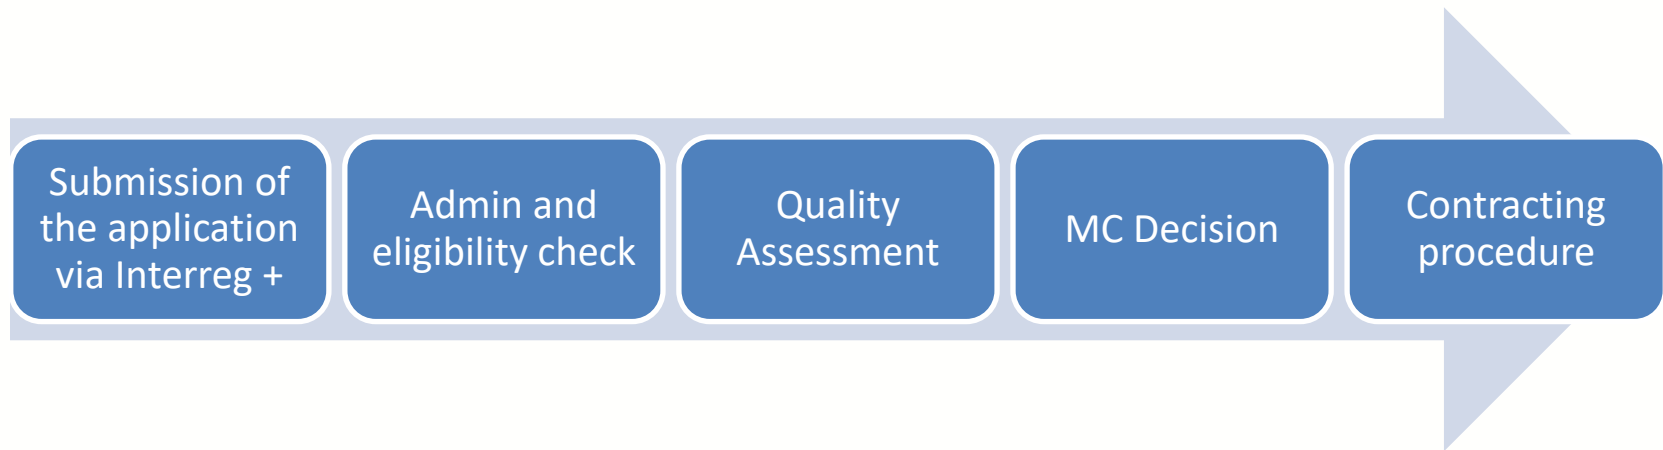 Submission of
the application
via Interreg +
Admin and
eligibility check
Quality
Assessment
MC Decision
Contracting
procedure